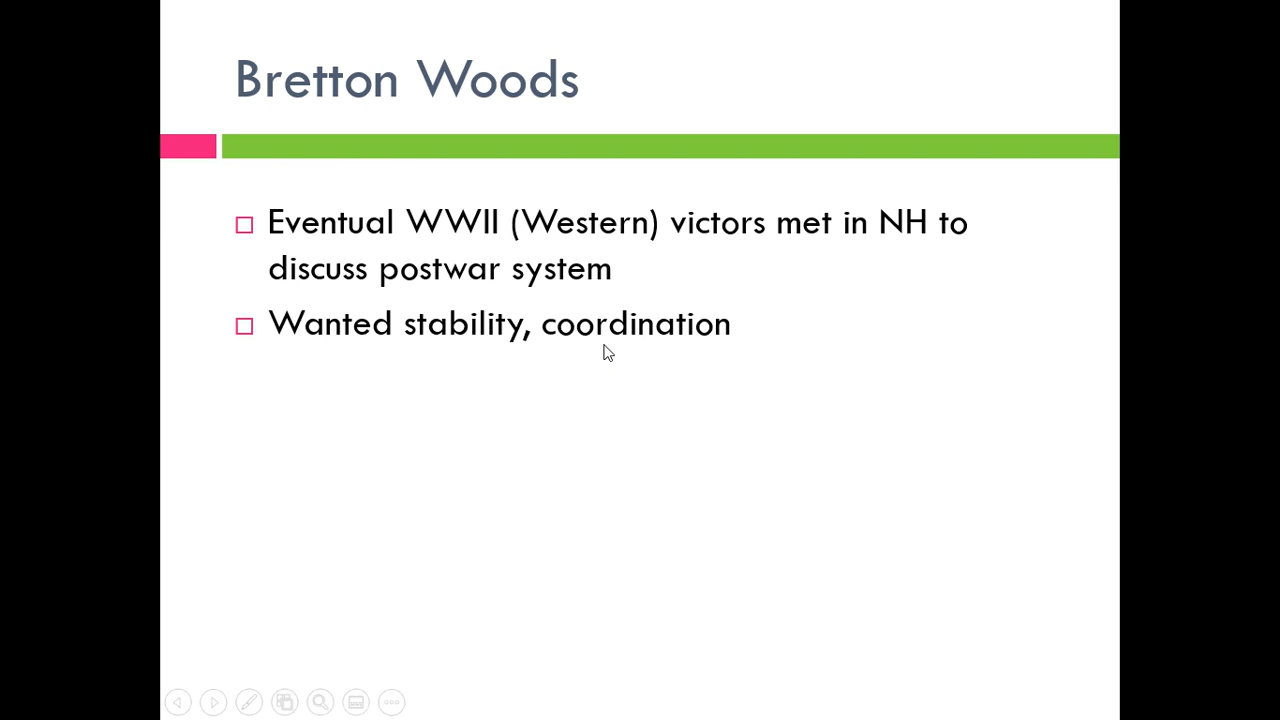 Bretton Woods
Eventual WWII (Western) victors met in NH to
discuss postwar system
Wanted stability, coordination